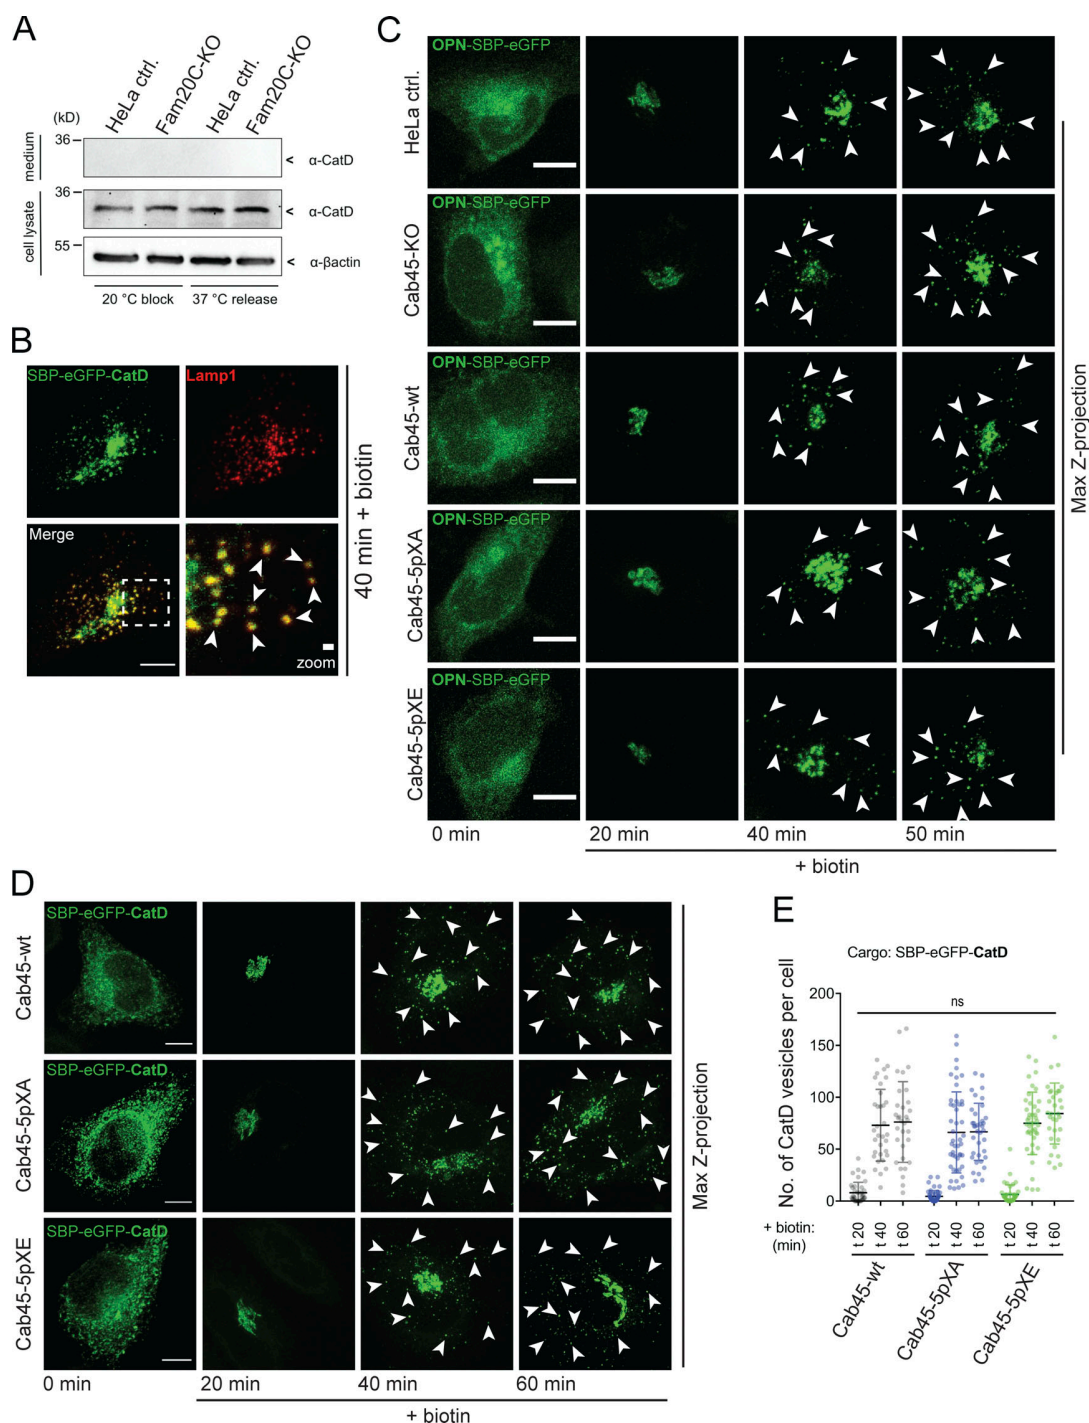 A
HeLa ctrl.
Fam20C-KO
HeLa ctrl.
Fam20C-KO
(kD)
medium
36
α-CatD
cell lysate
36
α-CatD
55
α-βactin
20 °C block
37 °C release
B
SBP-eGFP-CatD
Lamp1
Merge
zoom
40 min + biotin
C
HeLa ctrl.
OPN-SBP-eGFP
Cab45-KO
OPN-SBP-eGFP
Cab45-wt
OPN-SBP-eGFP
Cab45-5pXA
OPN-SBP-eGFP
Cab45-5pXE
OPN-SBP-eGFP
Max Z-projection
0 min
20 min
40 min
50 min
+ biotin
D
Cab45-wt
SBP-eGFP-CatD
Cab45-5pXA
SBP-eGFP-CatD
Cab45-5pXE
SBP-eGFP-CatD
Max Z-projection
0 min
20 min
40 min
60 min
+ biotin
E
Cargo: SBP-eGFP-CatD
No. of CatD vesicles per cell
ns
200
150
100
50
0
+ biotin:
(min)
t 20
t 40
t 60
t 20
t 40
t 60
t 20
t 40
t 60
Cab45-wt
Cab45-5pXA
Cab45-5pXE